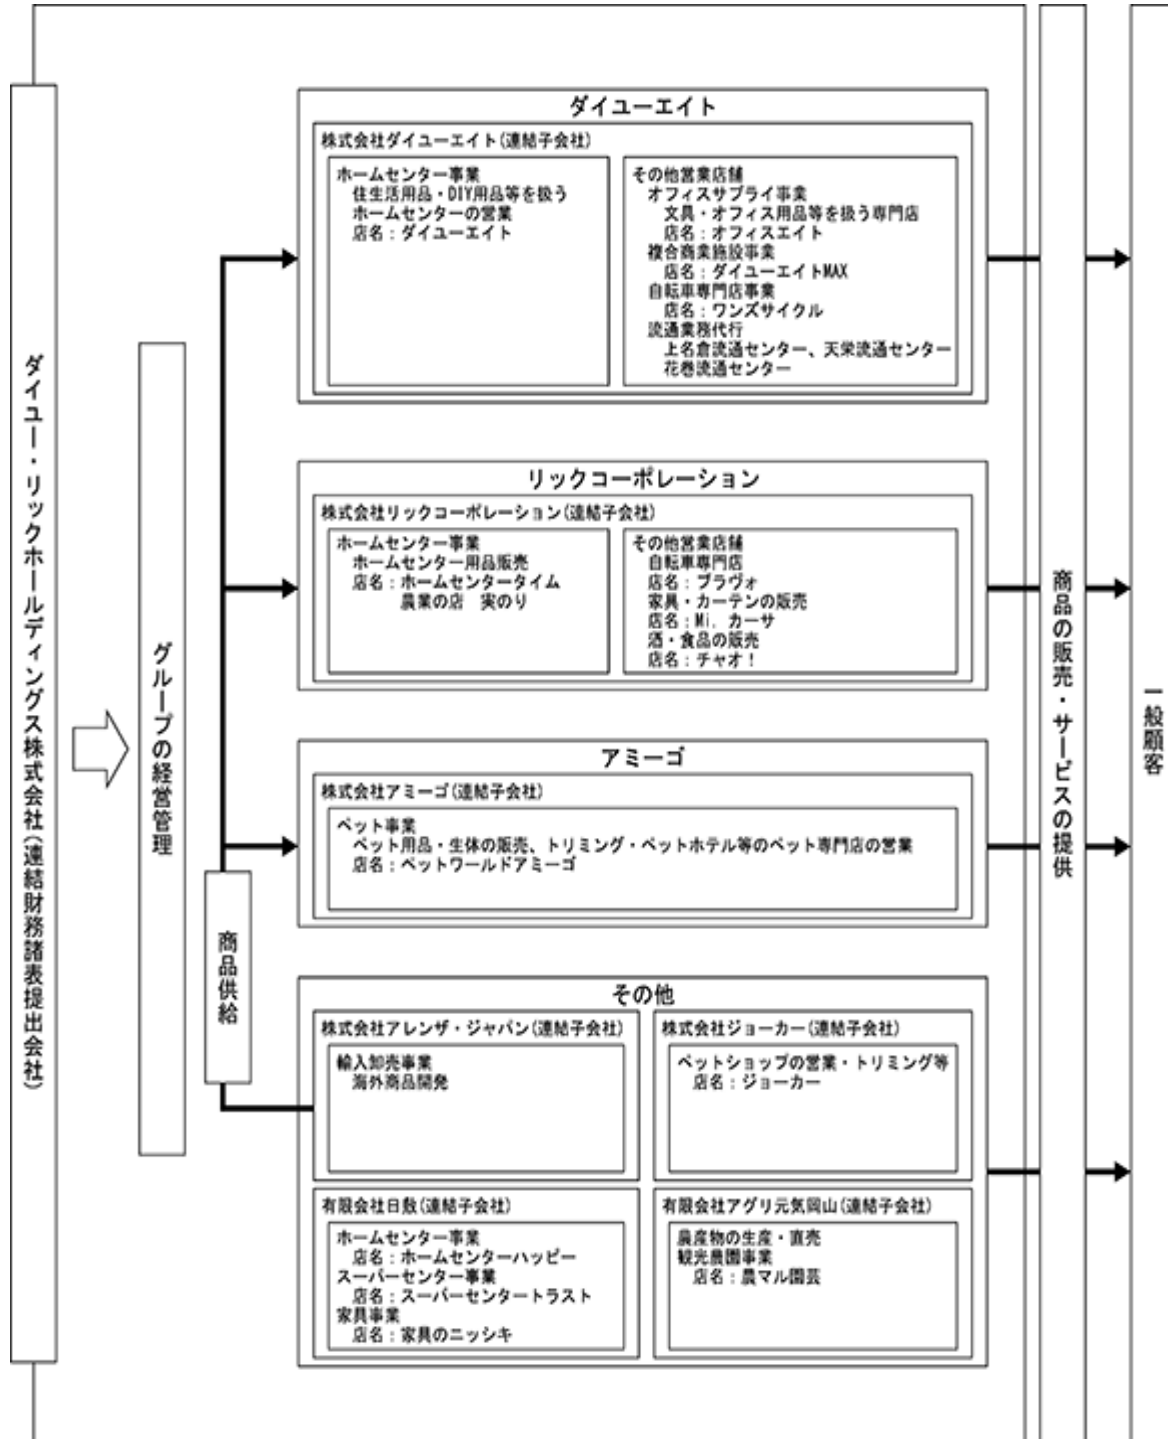 ダイユー・リックホールディングス株式会社(連結財務諸表提出会社)
グループの経営管理
商品供給
ダイユーエイト
株式会社ダイユーエイト(連結子会社)
ホームセンター事業
住生活用品・DIY用品等を扱う
ホームセンターの営業
店名:ダイユーエイト
その他営業店舗
オフィスサプライ事業
文具・オフィス用品等を扱う専門店
店名:オフィスエイト
複合商業施設事業
店名:ダイユーエイトMAX
自転車専門店事業
店名:ワンズサイクル
流通業務代行
上名倉流通センター、天栄流通センター
花巻流通センター
リックコーポレーション
株式会社リックコーポレーション(連結子会社)
ホームセンター事業
ホームセンター用品販売
店名:ホームセンタータイム
農業の店 実のり
その他営業店舗
自転車専門店
店名:ブラヴォ
家具・カーテンの販売
店名:Mi.カーサ
酒・食品の販売
店名:チャオ!
アミーゴ
株式会社アミーゴ(連結子会社)
ペット事業
ペット用品・生体の販売、トリミング・ペットホテル等のペット専門店の営業
店名:ペットワールドアミーゴ
その他
株式会社アレンザ・ジャパン(連結子会社)
輸入卸売事業
海外商品開発
株式会社ジョーカー(連結子会社)
ペットショップの営業・トリミング等
店名:ジョーカー
有限会社日敷(連結子会社)
ホームセンター事業
店名:ホームセンターハッピー
スーパーセンター事業
店名:スーパーセンタートラスト
家具事業
店名:家具のニッシキ
有限会社アグリ元気岡山(連結子会社)
農産物の生産・直売
観光農園事業
店名:農マル園芸
商品の販売・サービスの提供
一般顧客